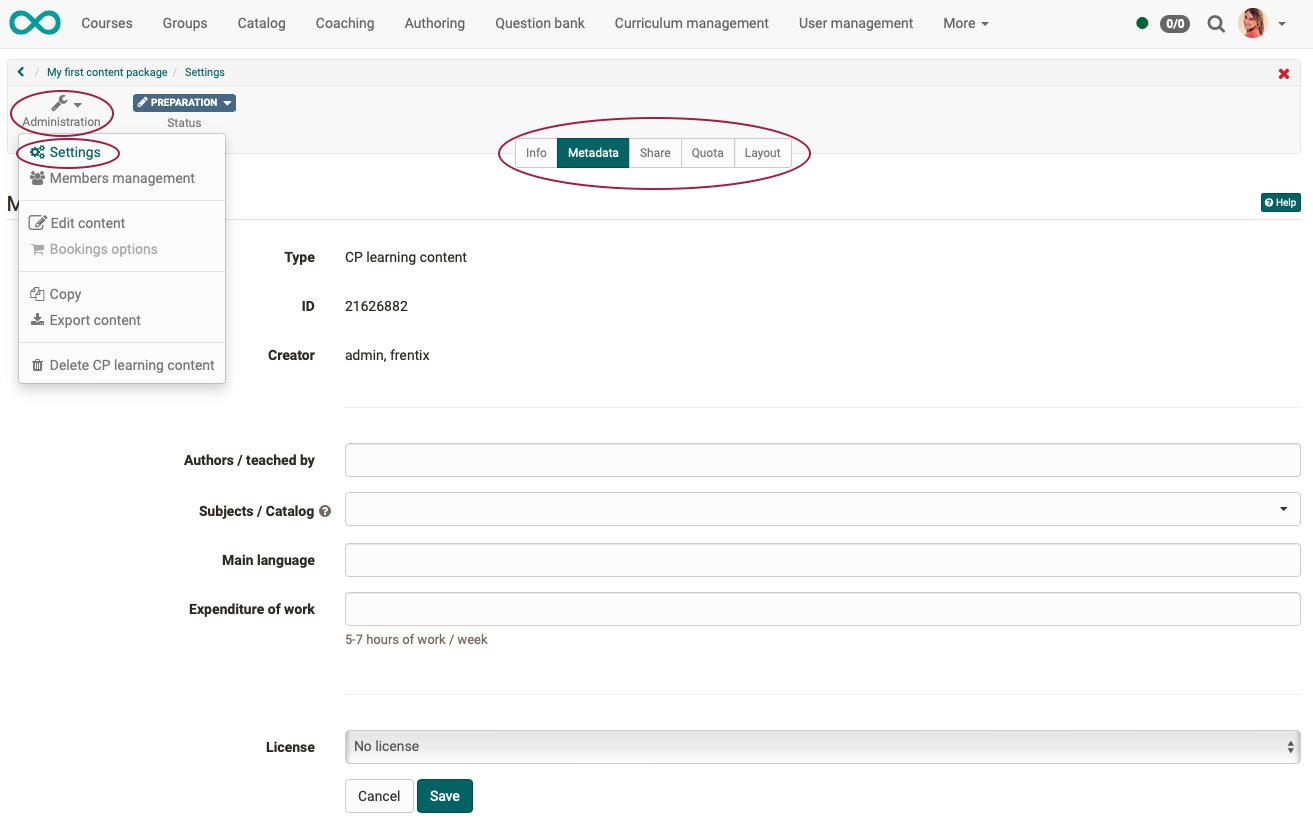 Courses Groups Catalog Coaching Authoring Question bank Curriculum management User management More 0/0
/ My first content package / Settings
PREPARATION
Administration Status
Info Metadata Share Quota Layout
Settings
Members management
Help
Edit content
Bookings options
Copy
Export content
Delete CP learning content
Type CP learning content
ID 21626882
Creator admin, frentix
Authors / teached by
Subjects / Catalog
Main language
Expenditure of work
5-7 hours of work / week
License No license
Cancel Save